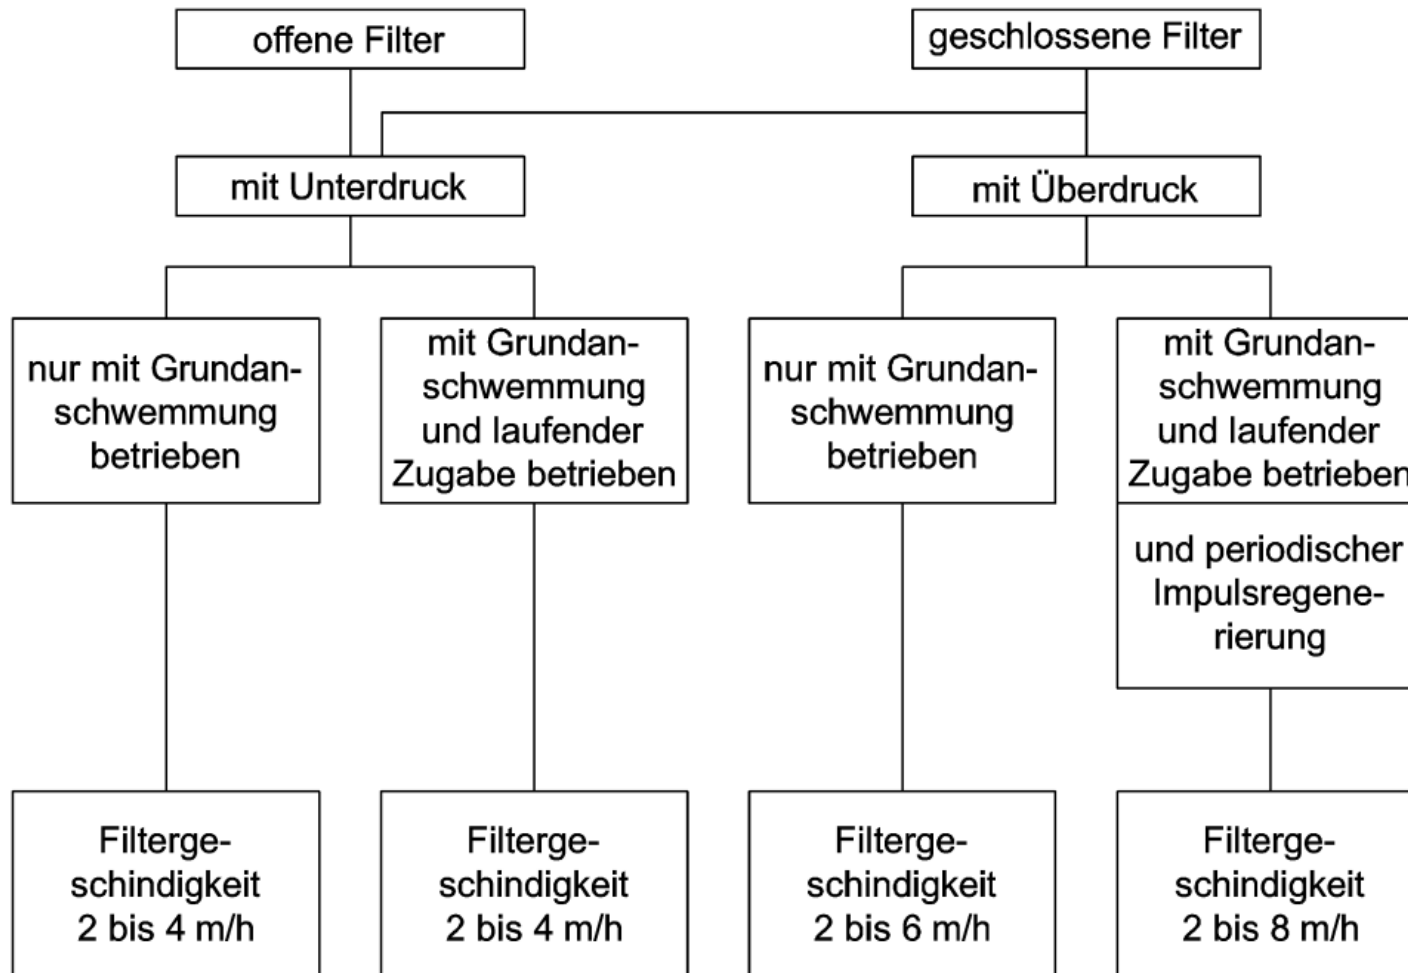 offene Filter
geschlossene Filter
mit Unterdruck
mit Überdruck
nur mit Grundan-
schwemmung
betrieben
mit Grundan-
schwemmung
und laufender
Zugabe betrieben
nur mit Grundan-
schwemmung
betrieben
mit Grundan-
schwemmung
und laufender
Zugabe betrieben
und periodischer
Impulsregene-
rierung
Filterge-
schindigkeit
2 bis 4 m/h
Filterge-
schindigkeit
2 bis 4 m/h
Filterge-
schindigkeit
2 bis 6 m/h
Filterge-
schindigkeit
2 bis 8 m/h